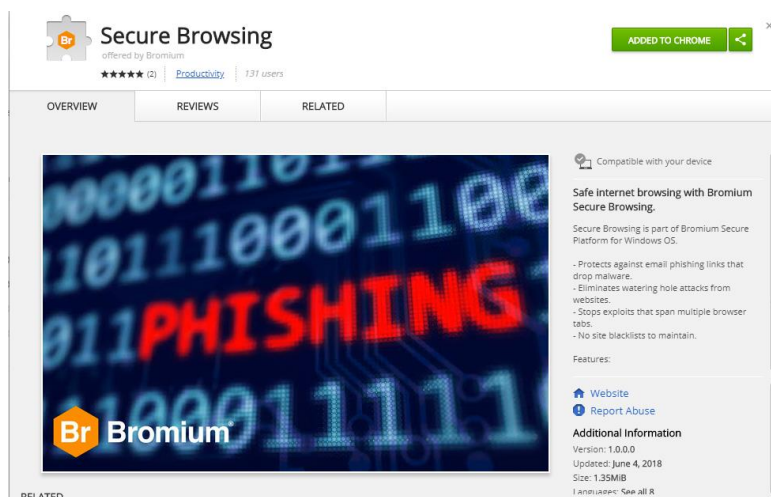 Br
Secure Browsing
offered by Bromium
★★★★★ (2) Productivity 131 users
ADDED TO CHROME
OVERVIEW REVIEWS RELATED
PHISHING
Br Bromium
Compatible with your device
Safe internet browsing with Bromium
Secure Browsing.
Secure Browsing is part of Bromium Secure
Platform for Windows OS.
- Protects against email phishing links that
drop malware.
- Eliminates watering hole attacks from
websites.
- Stops exploits that span multiple browser
tabs.
- No site blacklists to maintain.
Features:
Website
Report Abuse
Additional Information
Version: 1.0.0.0
Updated: June 4, 2018
Size: 1.35MiB
Languages: See all 8
RELATED